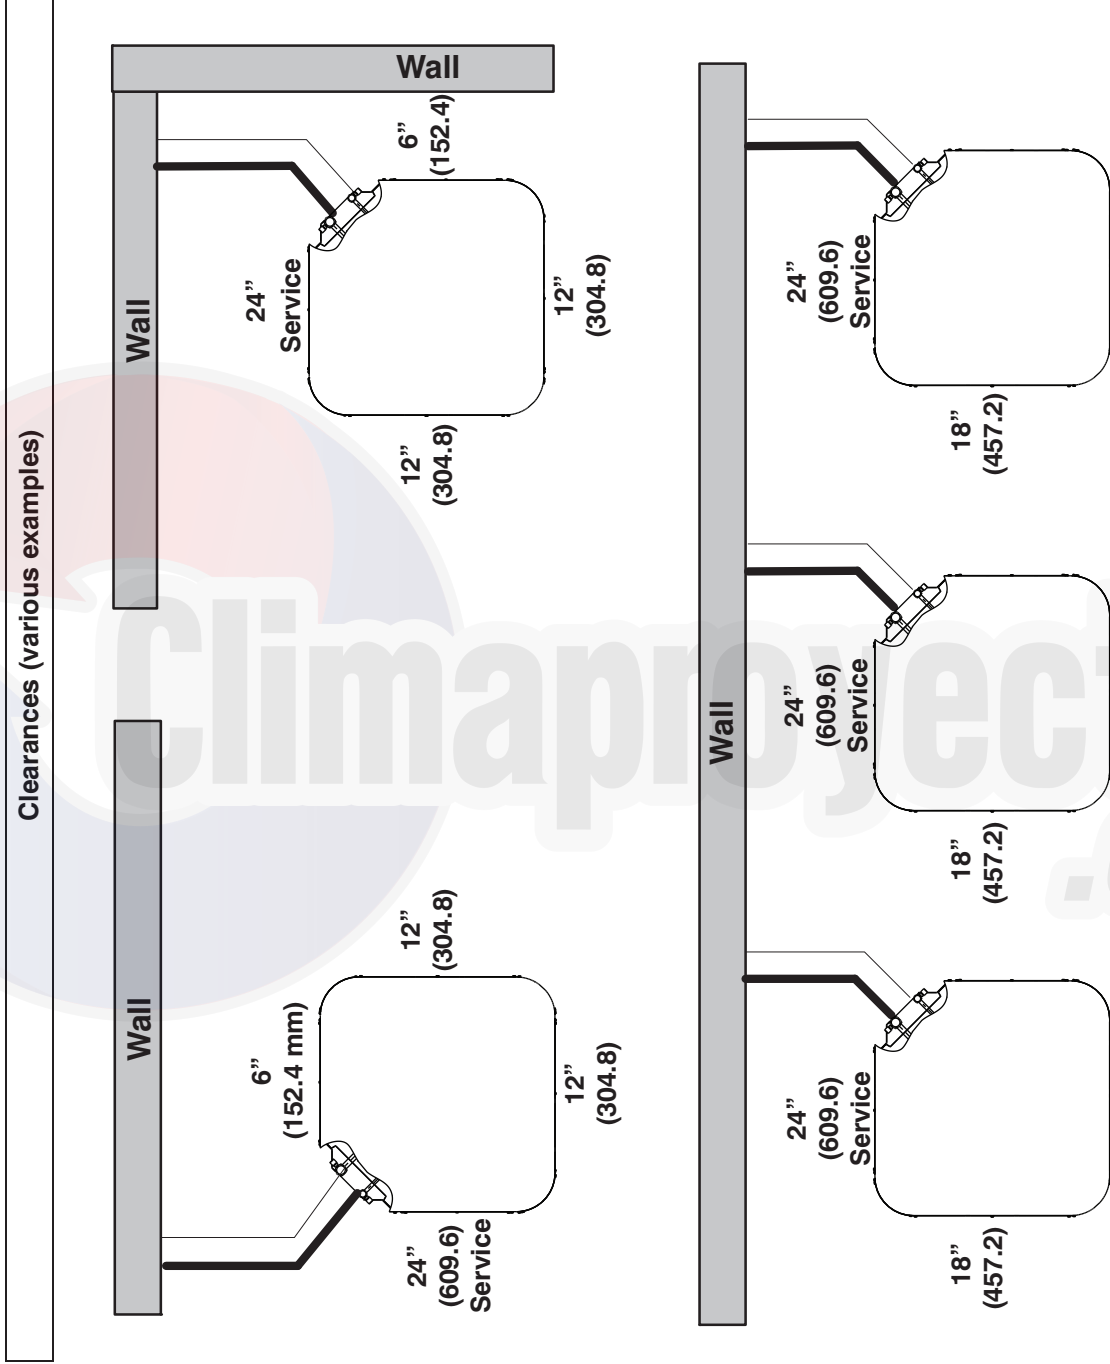 Clearances (various examples)
Wall
6”
(152.4 mm)
24”
(609.6)
Service
12”
(304.8)
12”
(304.8)
Wall
Wall
24”
Service
6”
(152.4)
12”
(304.8)
12”
(304.8)
Wall
24”
(609.6)
Service
18”
(457.2)
24”
(609.6)
Service
18”
(457.2)
24”
(609.6)
Service
18”
(457.2)
Climaproyect